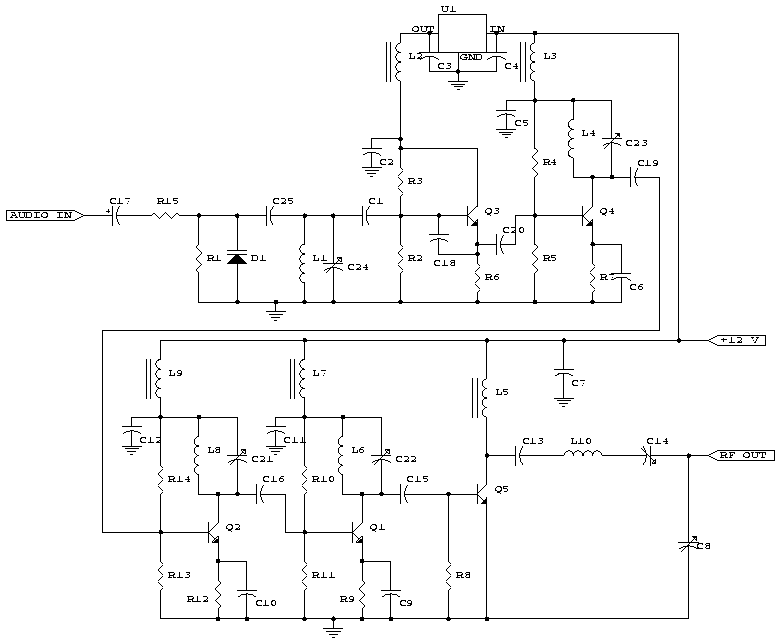 U1
OUT IN
L2 C3 GND C4 L3
C5 L4 C23
C2 R4 C19
R3
C17 R15 C25 C1 Q3 Q4
AUDIO IN
C20
R1 D1 L1 C24 R2 C18 R5
R6 R7 C6
+12 V
L9 L7 L5 C7
C12 L8 C21 C11 L6 C22 C13 L10 C14
RF OUT
R14 C16 R10 C15 Q5
Q2 Q1
C8
R13 R11 R8
R12 C10 R9 C9